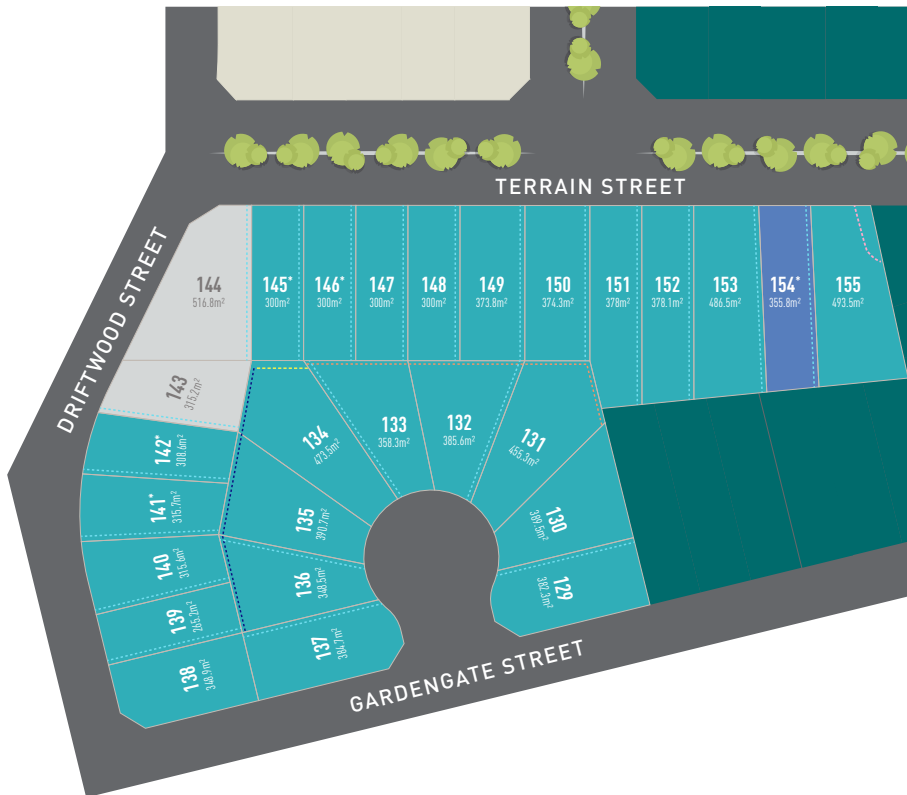 TERRAIN STREET
DRIFTWOOD STREET
144
516.8m²
145*
300m²
146*
300m²
147
300m²
148
300m²
149
373.8m²
150
374.3m²
151
378m²
152
378.1m²
153
486.5m²
154*
355.8m²
155
493.5m²
143
315.2m²
142*
308.6m²
141*
315.7m²
140
315.6m²
139
265.2m²
138
348.9m²
137
384.7m²
136
348.5m²
135
390.7m²
134
473.5m²
133
358.3m²
132
385.6m²
131
455.3m²
130
389.5m²
129
382.3m²
GARDENGATE STREET